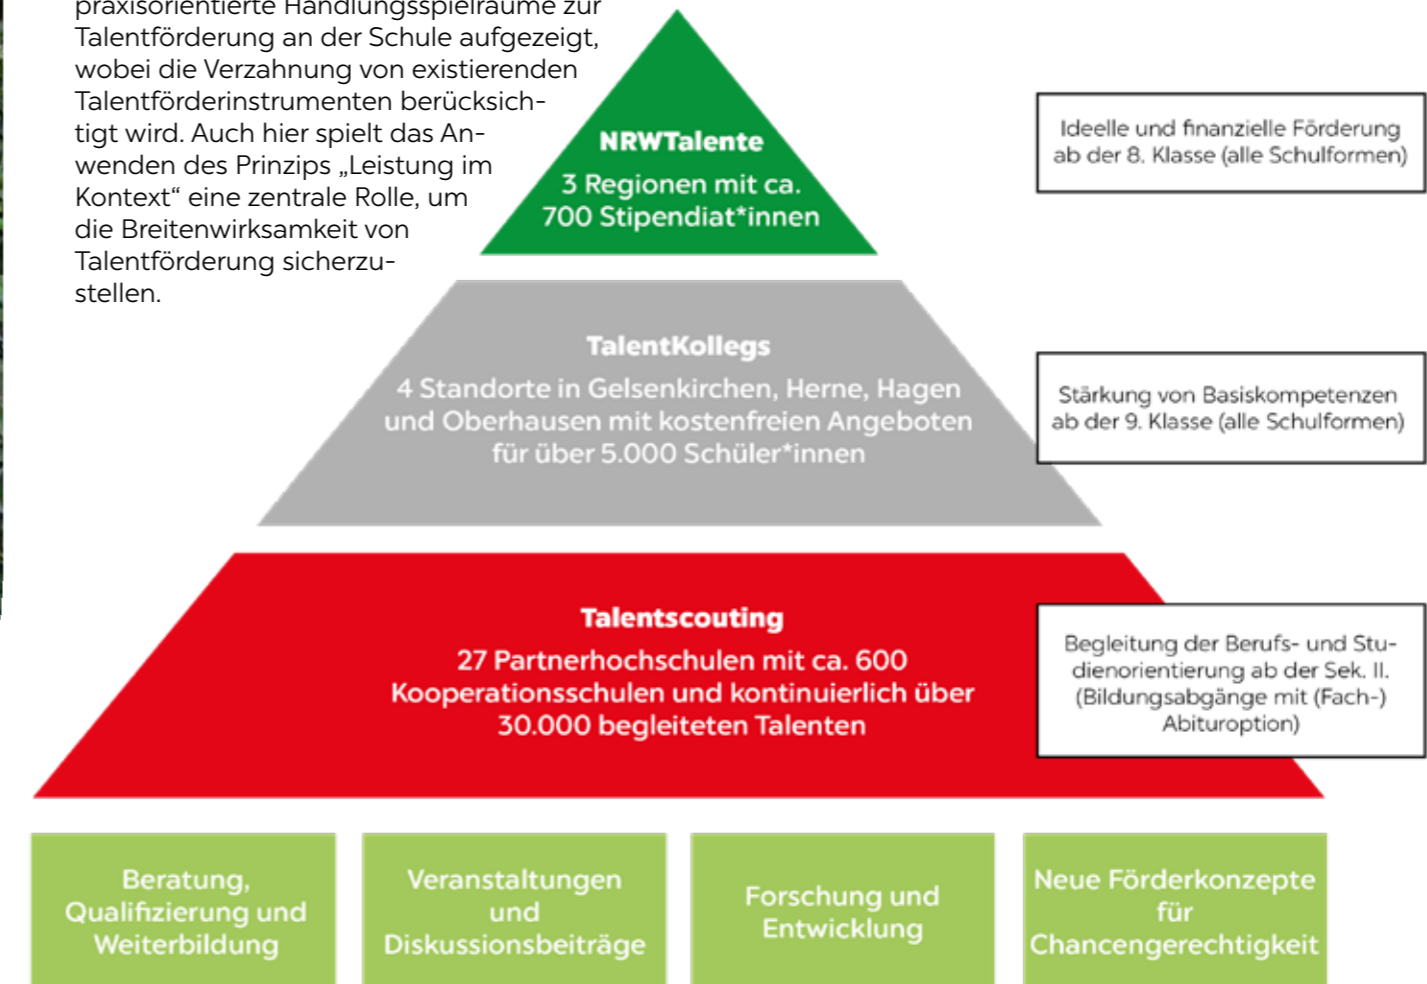 praxisorientierte Handlungsspielräume zur
Talentförderung an der Schule aufgezeigt,
wobei die Verzahnung von existierenden
Talentförderinstrumenten berücksich-
tigt wird. Auch hier spielt das An-
wenden des Prinzips „Leistung im
Kontext“ eine zentrale Rolle, um
die Breitenwirksamkeit von
Talentförderung sicherzu-
stellen.
NRWTalente
3 Regionen mit ca.
700 Stipendiat*innen
Ideelle und finanzielle Förderung
ab der 8. Klasse (alle Schulformen)
TalentKollegs
4 Standorte in Gelsenkirchen, Herne, Hagen
und Oberhausen mit kostenfreien Angeboten
für über 5.000 Schüler*innen
Stärkung von Basiskompetenzen
ab der 9. Klasse (alle Schulformen)
Talentscouting
27 Partnerhochschulen mit ca. 600
Kooperationsschulen und kontinuierlich über
30.000 begleiteten Talenten
Begleitung der Berufs- und Stu-
dienorientierung ab der Sek. II.
(Bildungsabgänge mit (Fach-)
Abituroption)
Beratung,
Qualifizierung und
Weiterbildung
Veranstaltungen
und
Diskussionsbeiträge
Forschung und
Entwicklung
Neue Förderkonzepte
für
Chancengerechtigkeit